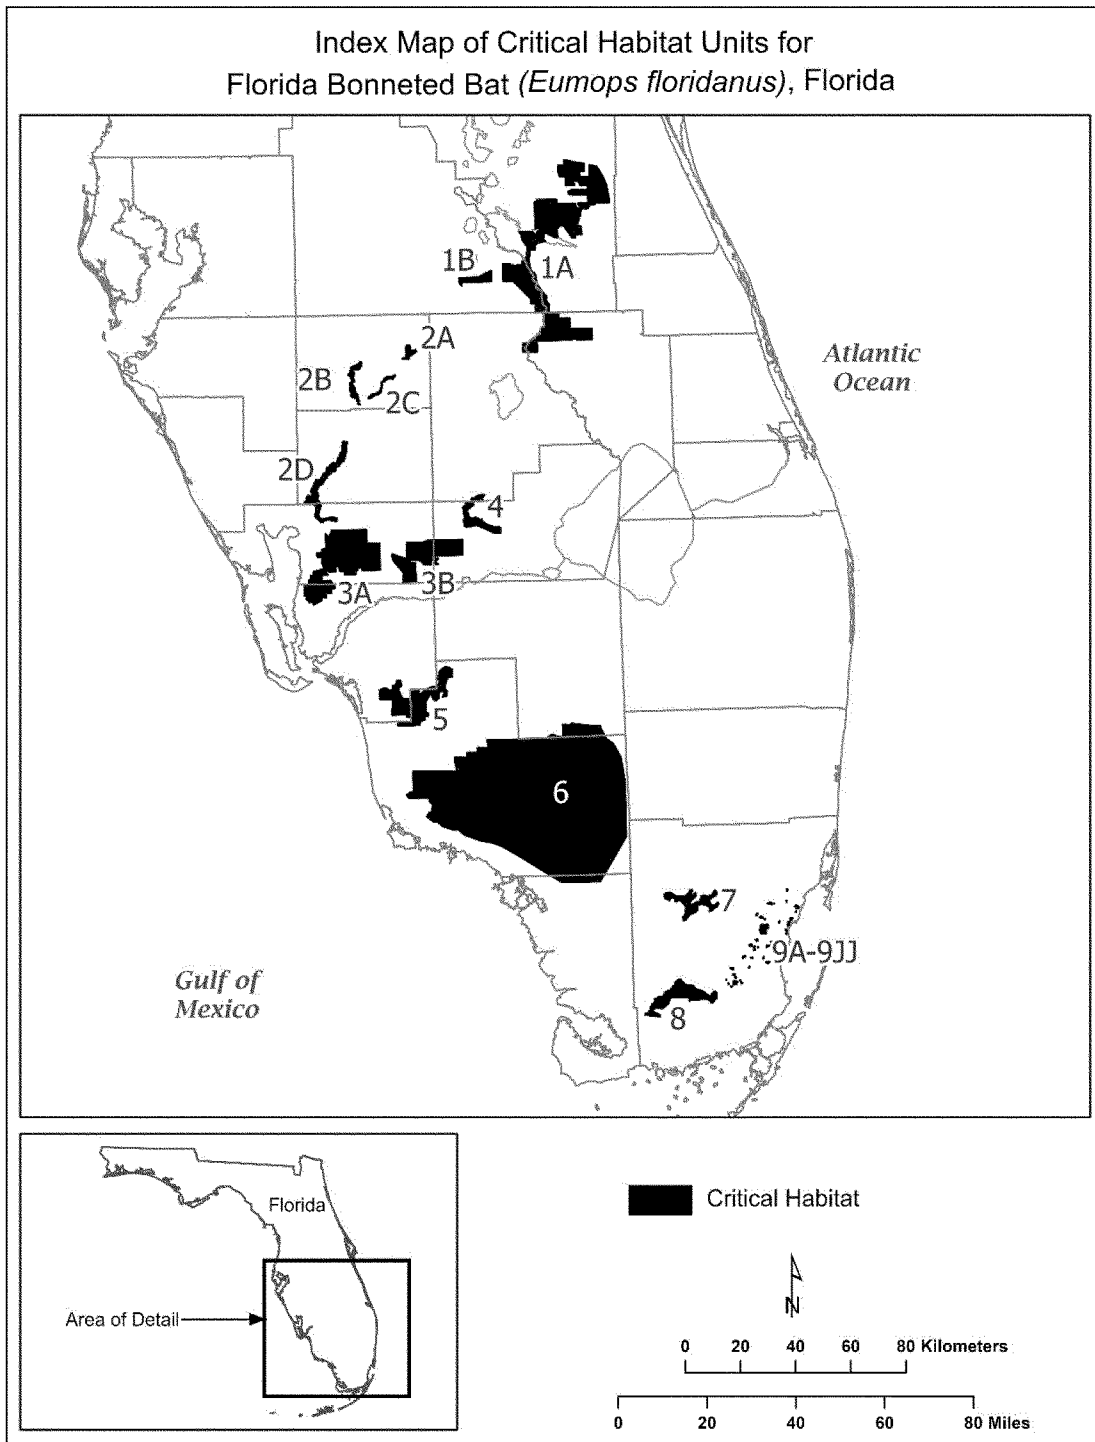 Index Map of Critical Habitat Units for
Florida Bonneted Bat (Eumops floridanus), Florida
1B
1A
2A
Atlantic
Ocean
2B
2C
2D
4
3A
3B
5
6
7
9A-9JJ
Gulf of
Mexico
8
Florida
Area of Detail
Critical Habitat
N
0 20 40 60 80 Kilometers
0 20 40 60 80 Miles